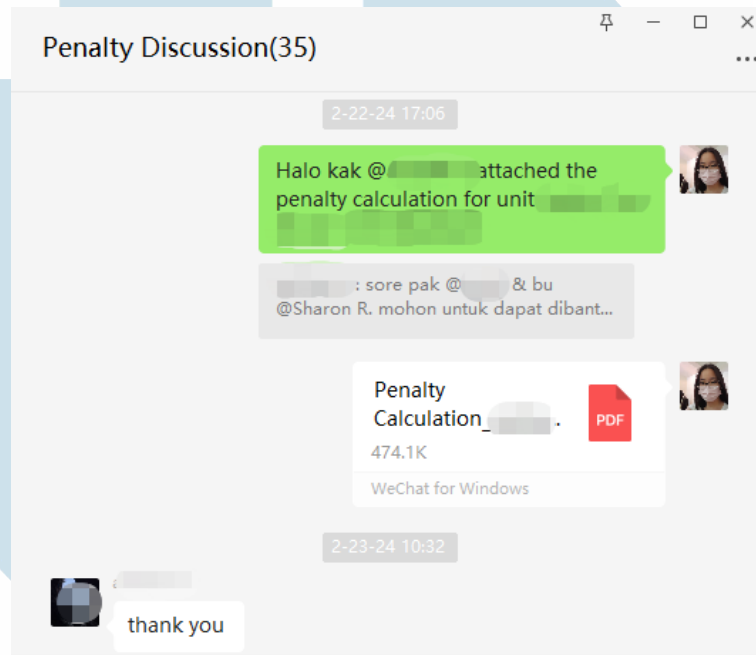 Penalty Discussion(35)
2-22-24 17:06
Halo kak @ attached the
penalty calculation for unit
: sore pak @ & bu
@Sharon R. mohon untuk dapat dibant...
Penalty
Calculation_ .
PDF
474.1K
WeChat for Windows
2-23-24 10:32
thank you